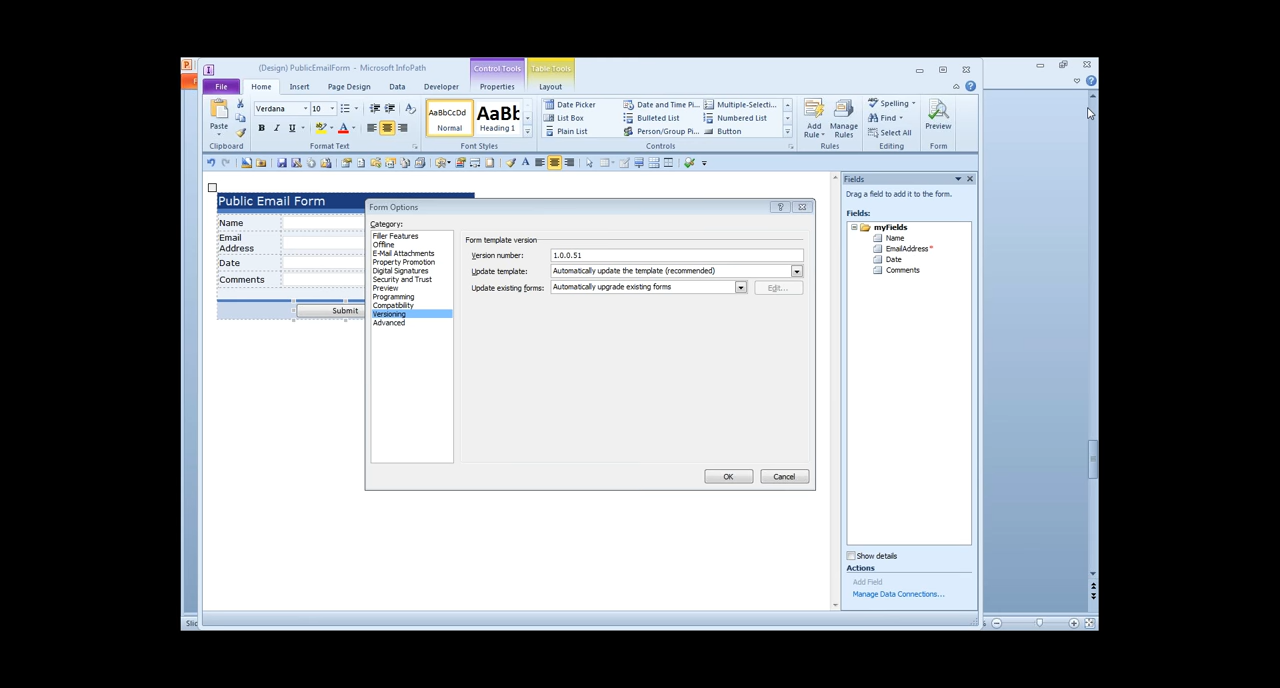 (Design) PublicEmailForm - Microsoft InfoPath
Control Tools
Table Tools
File
Home
Insert
Page Design
Data
Developer
Properties
Layout
Paste
Verdana
10
AaBbCcDd
Normal
AaBb
Heading 1
Date Picker
Date and Time Pi...
Multiple-Selecti...
List Box
Bulleted List
Numbered List
Plain List
Person/Group Pi...
Button
Add Rule
Manage Rules
Spelling
Find
Select All
Preview
Clipboard
Format Text
Font Styles
Controls
Rules
Editing
Form
Public Email Form
Name
Email Address
Date
Comments
Submit
Form Options
Category:
Filler Features
Offline
E-Mail Attachments
Property Promotion
Digital Signatures
Security and Trust
Preview
Programming
Compatibility
Versioning
Advanced
Form template version
Version number:
1.0.0.51
Update template:
Automatically update the template (recommended)
Update existing forms:
Automatically upgrade existing forms
Edit...
OK
Cancel
Fields
Drag a field to add it to the form.
Fields:
myFields
Name
EmailAddress*
Date
Comments
Show details
Actions
Add Field
Manage Data Connections...